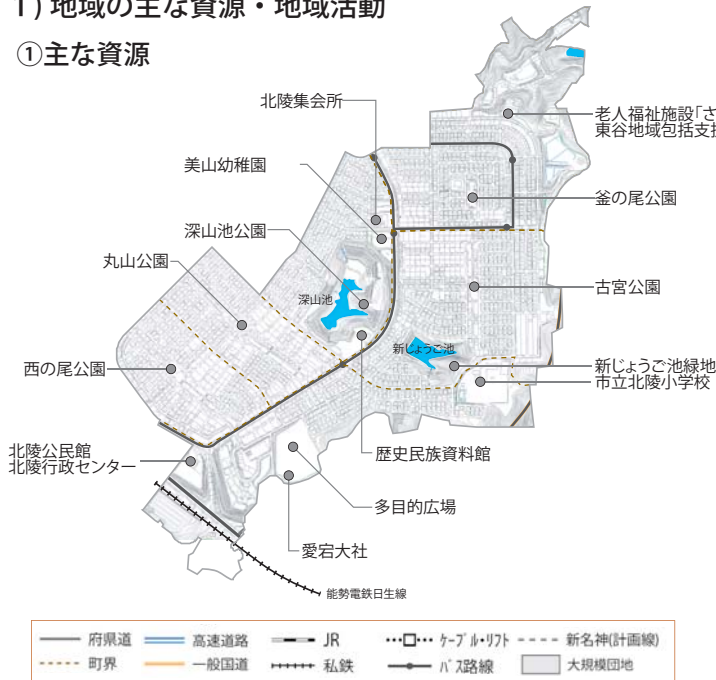 1) 地域の主な資源・地域活動
①主な資源
北陵集会所
老人福祉施設「さ
東谷地域包括支援
美山幼稚園
釜の尾公園
深山池公園
丸山公園
古宮公園
深山池
新じょうご池
西の尾公園
新じょうご池緑地
市立北陵小学校
北陵公民館
北陵行政センター
歴史民族資料館
多目的広場
愛宕大社
能勢電鉄日生線
府県道 高速道路 JR ケーブル・リフト 新名神(計画線)
町界 一般国道 私鉄 バス路線 大規模団地